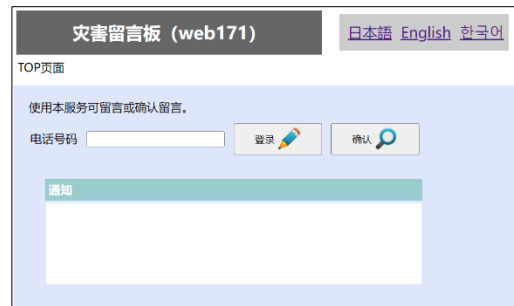 灾害留言板（web171）
日本語 English 한국어
TOP页面
使用本服务可留言或确认留言。
电话号码 登录 确认
通知